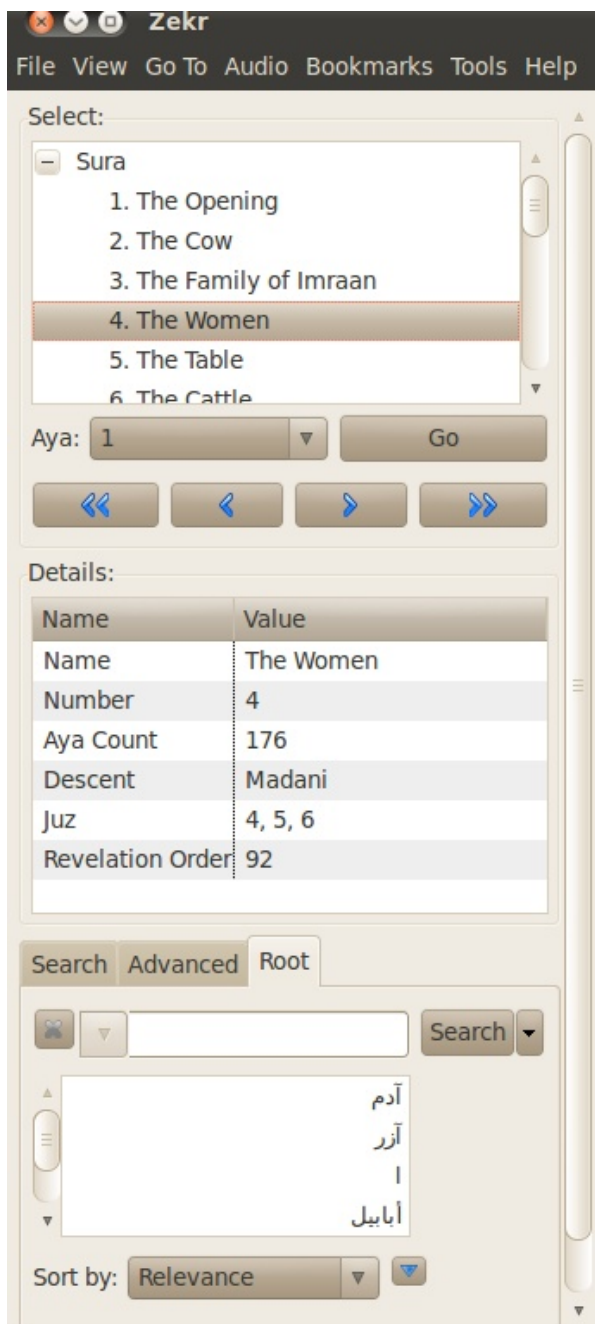 Zekr
File View Go To Audio Bookmarks Tools Help
Select:
Sura
1. The Opening
2. The Cow
3. The Family of Imraan
4. The Women
5. The Table
6. The Cattle
Aya: 1 Go
Details:
Name Value
Name The Women
Number 4
Aya Count 176
Descent Madani
Juz 4, 5, 6
Revelation Order 92
Search Advanced Root
Search
آدم
آزر
ا
أبابيل
Sort by: Relevance